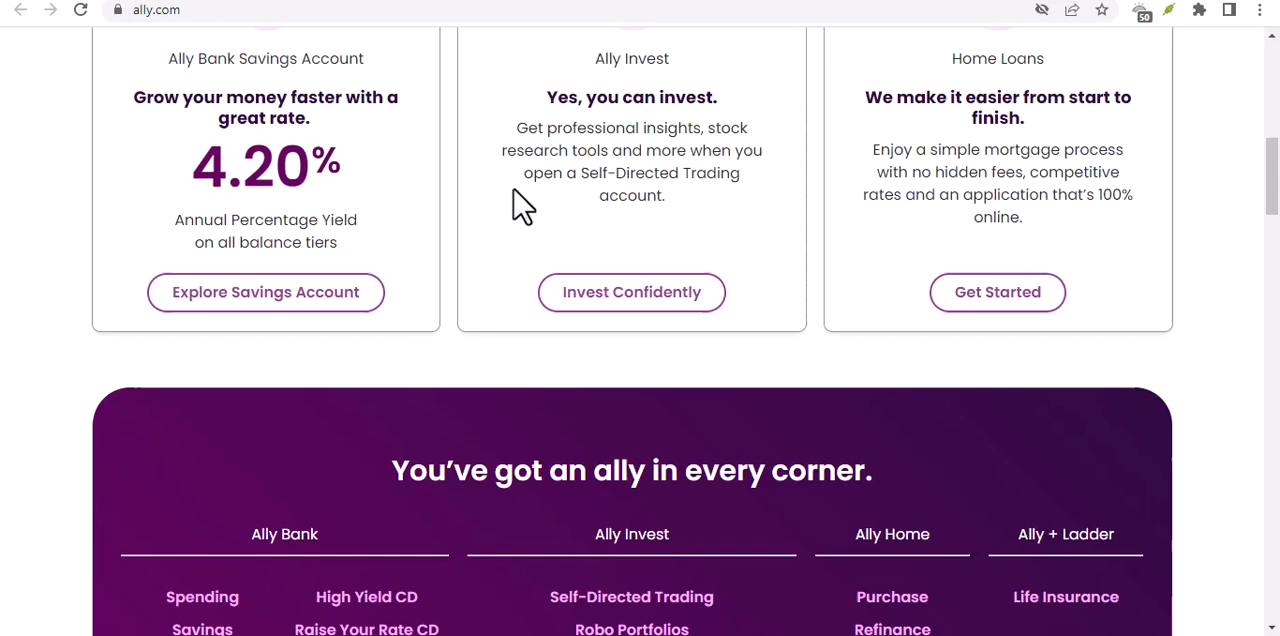 ally.com
50
Ally Bank Savings Account
Grow your money faster with a
great rate.
4.20%
Annual Percentage Yield
on all balance tiers
Explore Savings Account
Ally Invest
Yes, you can invest.
Get professional insights, stock
research tools and more when you
open a Self-Directed Trading
account.
Invest Confidently
Home Loans
We make it easier from start to
finish.
Enjoy a simple mortgage process
with no hidden fees, competitive
rates and an application that’s 100%
online.
Get Started
You’ve got an ally in every corner.
Ally Bank
Spending
High Yield CD
Savings
Raise Your Rate CD
Ally Invest
Self-Directed Trading
Robo Portfolios
Ally Home
Purchase
Refinance
Ally + Ladder
Life Insurance